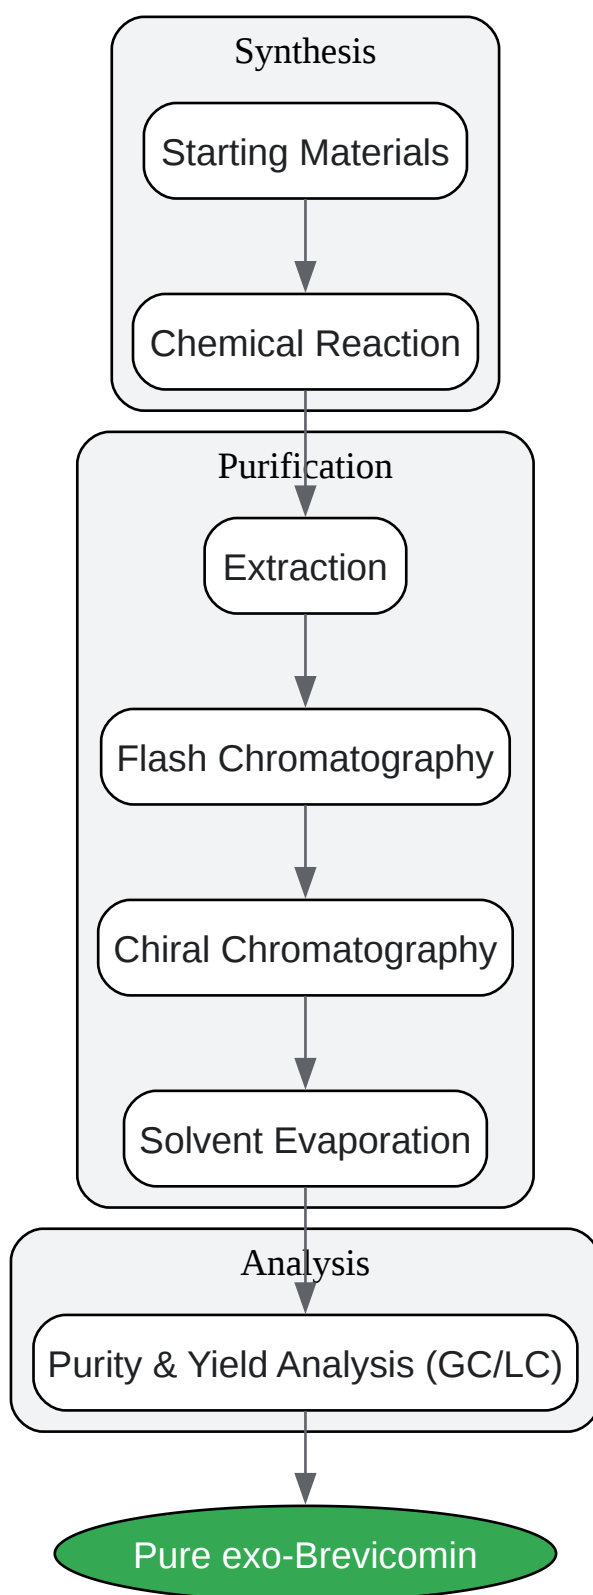 Synthesis
Starting Materials
Chemical Reaction
Purification
Extraction
Flash Chromatography
Chiral Chromatography
Solvent Evaporation
Analysis
Purity & Yield Analysis (GC/LC)
Pure exo-Brevicomin